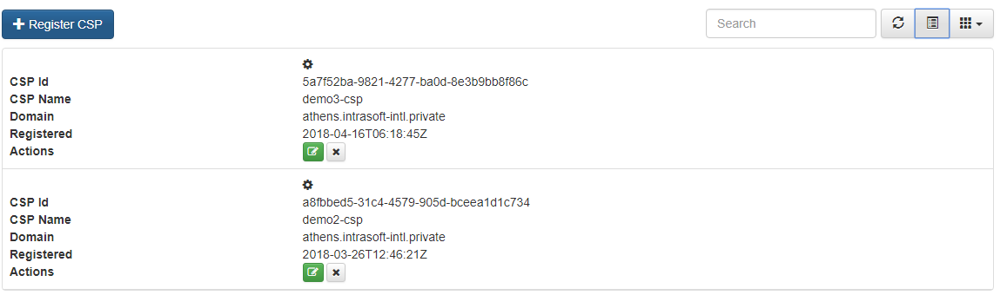 Register CSP
Search
CSP Id 5a7f52ba-9821-4277-ba0d-8e3b9bb8f86c
CSP Name demo3-csp
Domain athens.intrasoft-intl.private
Registered 2018-04-16T06:18:45Z
Actions
CSP Id a8fbbed5-31c4-4579-905d-bceea1d1c734
CSP Name demo2-csp
Domain athens.intrasoft-intl.private
Registered 2018-03-26T12:46:21Z
Actions